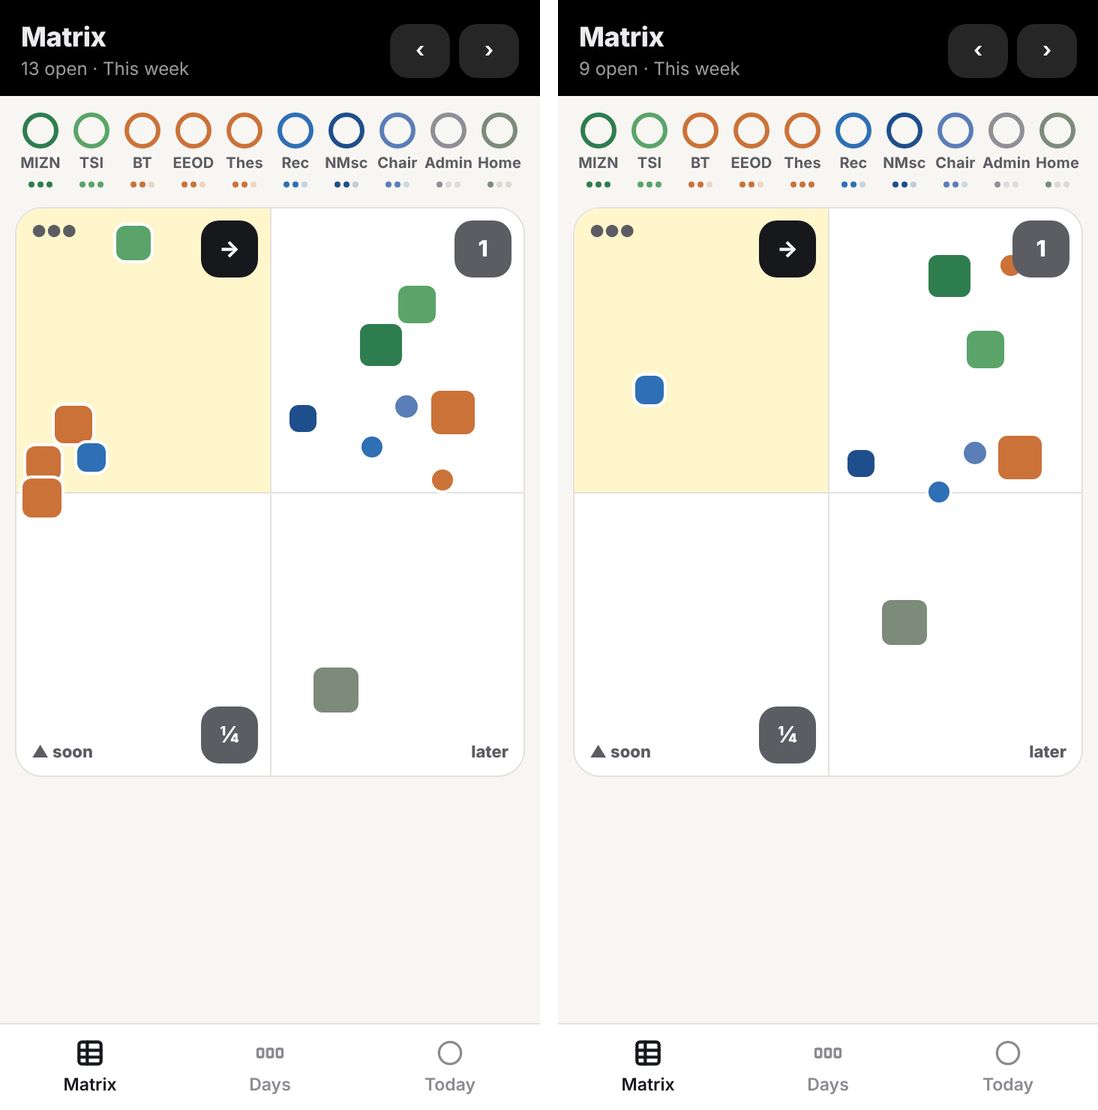 Matrix
13 open · This week
‹ ›
MIZN TSI BT EEOD Thes Rec NMsc Chair Admin Home
→ 1
¼
▲ soon later
Matrix Days Today
Matrix
9 open · This week
‹ ›
MIZN TSI BT EEOD Thes Rec NMsc Chair Admin Home
→ 1
¼
▲ soon later
Matrix Days Today